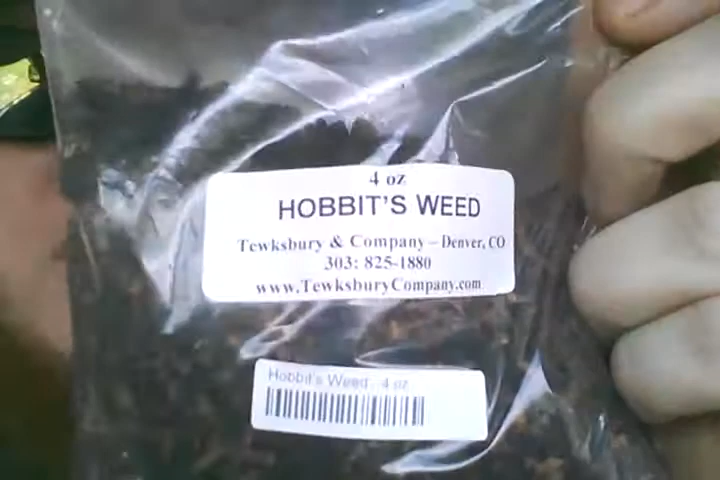 4 oz
HOBBIT'S WEED
Tewksbury & Company – Denver, CO
303: 825-1880
www.TewksburyCompany.com
Hobbit's Weed - 4 oz